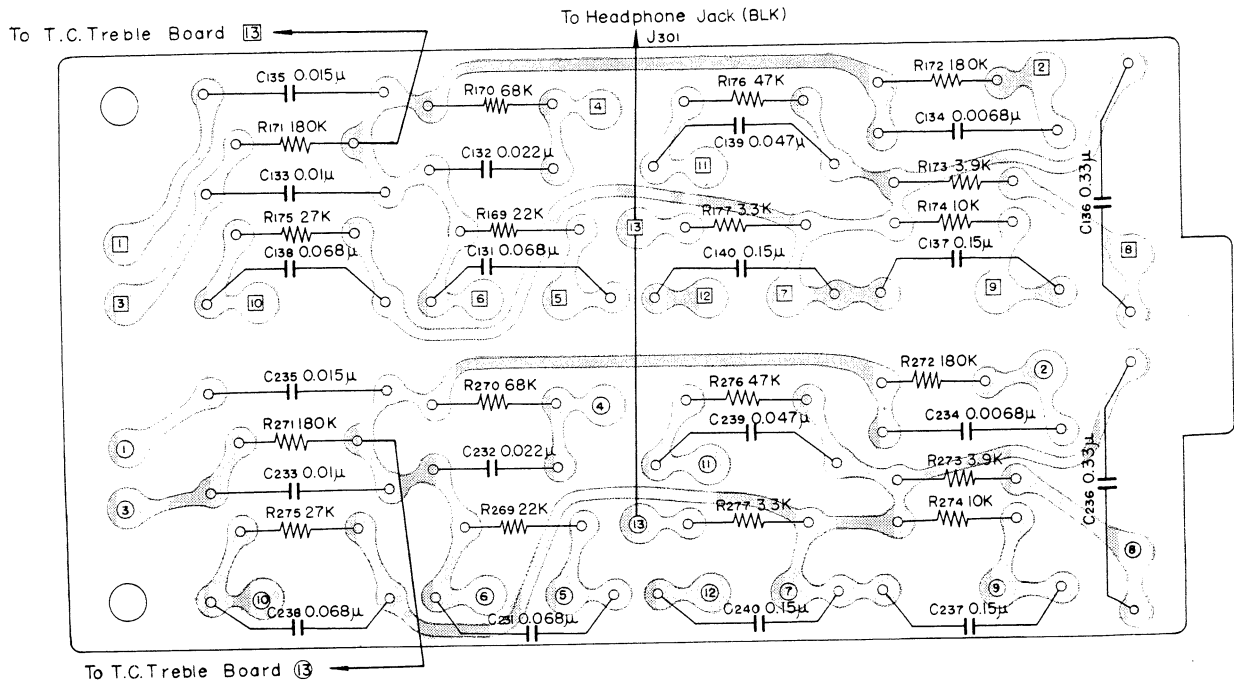 To Headphone Jack (BLK)
To T.C. Treble Board 13
J301
C135 0.015μ
R170 68K
4
R176 47K
R172 180K
2
R171 180K
C139 0.047μ
C134 0.0068μ
C132 0.022μ
11
C133 0.01μ
R173 3.9K
C136 0.33μ
R175 27K
R169 22K
13
R177 3.3K
R174 10K
1
C138 0.068μ
C131 0.068μ
C140 0.15μ
C137 0.15μ
8
3
10
6
5
12
7
9
C235 0.015μ
R270 68K
4
R276 47K
R272 180K
2
R271 180K
C239 0.047μ
C234 0.0068μ
1
C232 0.022μ
11
C233 0.01μ
R273 3.9K
C236 0.33μ
3
R275 27K
R269 22K
13
R277 3.3K
R274 10K
8
10
6
5
12
7
9
C238 0.068μ
C231 0.068μ
C240 0.15μ
C237 0.15μ
To T.C. Treble Board 13